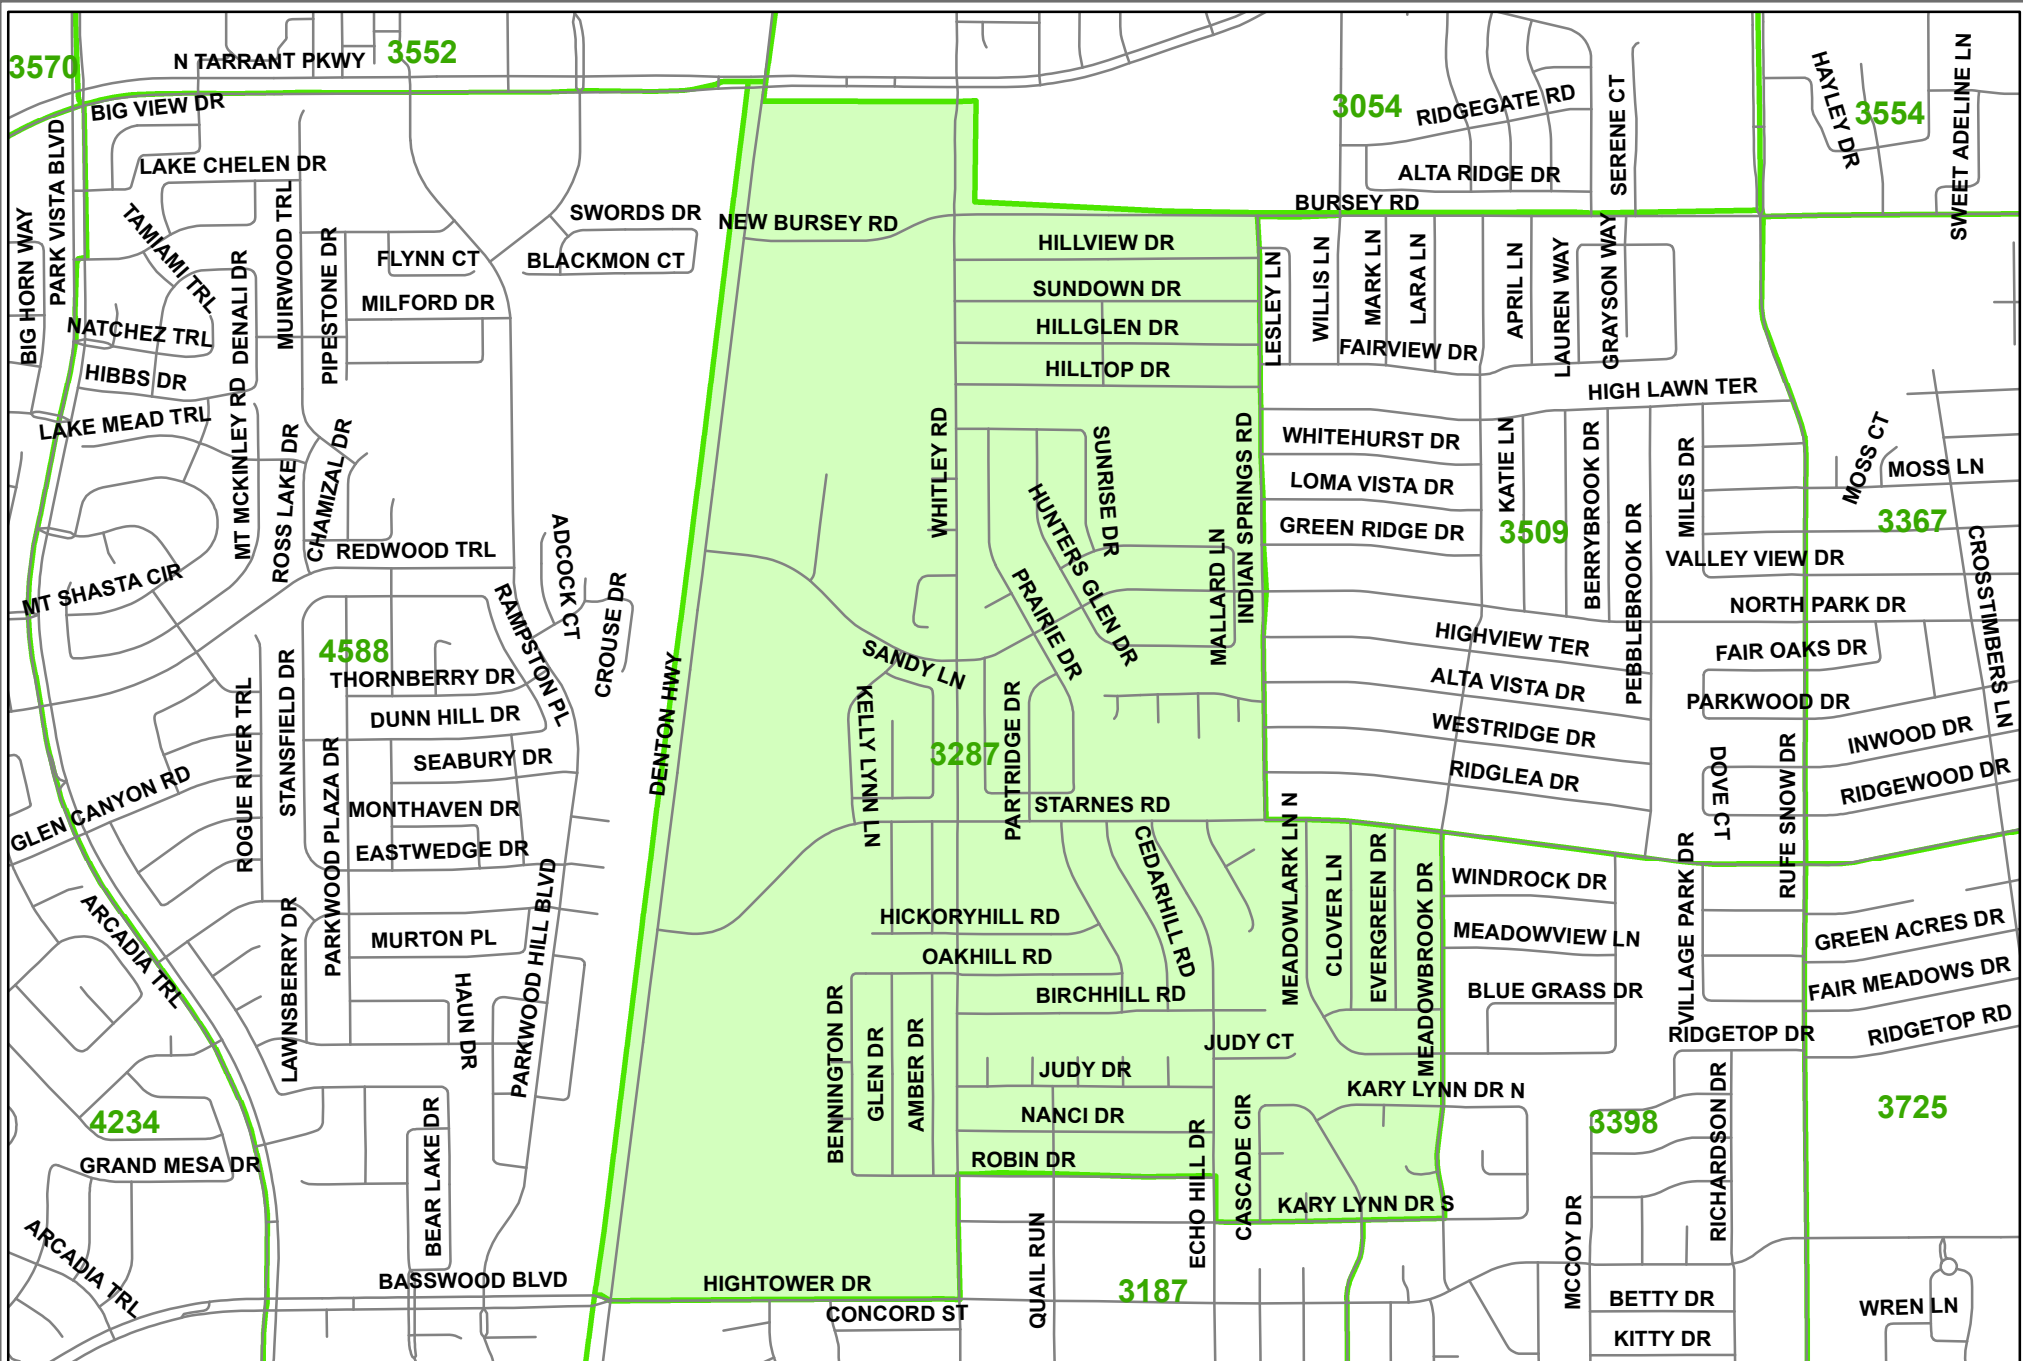 3570
N TARRANT PKWY
3552
BIG VIEW DR
3054
RIDGEGATE RD
SERENE CT
HAYLEY DR
3554
SWEET ADELINE LN
PARK VISTA BLVD
LAKE CHELEN DR
ALTA RIDGE DR
BURSEY RD
BIG HORN WAY
TAMIAMI TRL
MUIRWOOD TRL
PIPESTONE DR
DENALI DR
FLYNN CT
SWORDS DR
BLACKMON CT
NEW BURSEY RD
HILLVIEW DR
MILFORD DR
SUNDOWN DR
HILLGLEN DR
HILLTOP DR
LESLEY LN
WILLIS LN
MARK LN
LARA LN
APRIL LN
LAUREN WAY
GRAYSON WAY
FAIRVIEW DR
HIGH LAWN TER
NATCHEZ TRL
HIBBS DR
LAKE MEAD TRL
MT MCKINLEY RD
ROSS LAKE DR
CHAMIZAL DR
WHITLEY RD
SUNRISE DR
HUNTERS GLEN DR
INDIAN SPRINGS RD
WHITEHURST DR
LOMA VISTA DR
GREEN RIDGE DR
KATIE LN
3509
BERRYBROOK DR
PEBBLEBROOK DR
MILES DR
MOSS CT
MOSS LN
3367
VALLEY VIEW DR
CROSSTIMBERS LN
NORTH PARK DR
REDWOOD TRL
ADCOCK CT
CROUSE DR
RAMPSTON PL
MT SHASTA CIR
4588
THORNBERRY DR
DUNN HILL DR
SEABURY DR
MONTHAVEN DR
EASTWEDGE DR
STANSFIELD DR
ROGUE RIVER TRL
PARKWOOD PLAZA DR
GLEN CANYON RD
DENTON HWY
SANDY LN
PRAIRIE DR
MALLARD LN
KELLY LYNN LN
3287
PARTRIDGE DR
STARNES RD
HIGHVIEW TER
ALTA VISTA DR
WESTRIDGE DR
RIDGLEA DR
FAIR OAKS DR
PARKWOOD DR
INWOOD DR
RIDGEWOOD DR
DOVE CT
RUFE SNOW DR
ARCADIA TRL
LAWNSBERRY DR
MURTON PL
HAUN DR
PARKWOOD HILL BLVD
HICKORYHILL RD
OAKHILL RD
BIRCHHILL RD
CEDARHILL RD
MEADOWLARK LN N
CLOVER LN
EVERGREEN DR
MEADOWBROOK DR
WINDROCK DR
MEADOWVIEW LN
BLUE GRASS DR
VILLAGE PARK DR
GREEN ACRES DR
FAIR MEADOWS DR
RIDGETOP DR
RIDGETOP RD
BENNINGTON DR
GLEN DR
AMBER DR
JUDY CT
JUDY DR
NANCI DR
ROBIN DR
ECHO HILL DR
CASCADE CIR
KARY LYNN DR N
KARY LYNN DR S
3398
RICHARDSON DR
3725
4234
GRAND MESA DR
BEAR LAKE DR
ARCADIA TRL
BASSWOOD BLVD
HIGHTOWER DR
CONCORD ST
QUAIL RUN
3187
MCCOY DR
BETTY DR
KITTY DR
WREN LN